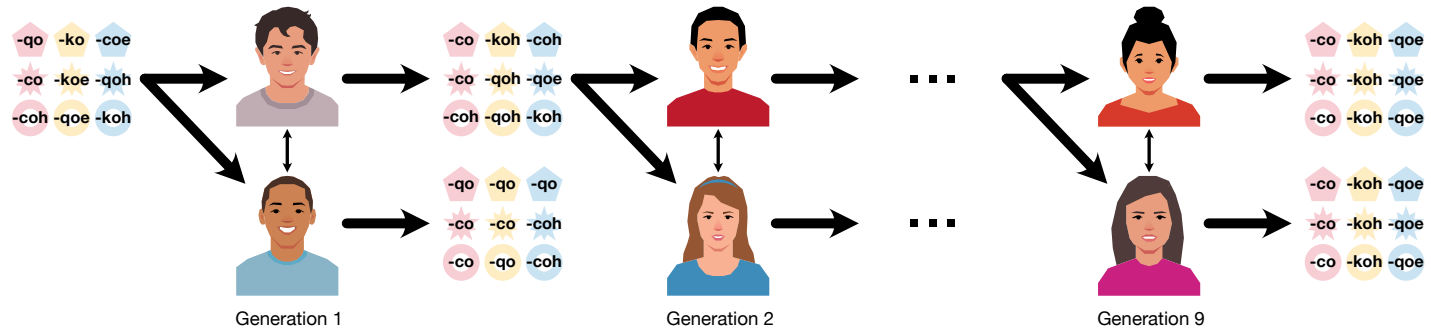 -qo -ko -coe
-co -koe -qoh
-coh -qoe -koh
-co -koh -coh
-co -qoh -qoe
-coh -qoh -koh
-qo -qo -qo
-co -co -coh
-co -qo -coh
-co -koh -qoe
-co -koh -qoe
-co -koh -qoe
-co -koh -qoe
-co -koh -qoe
-co -koh -qoe
Generation 1
Generation 2
Generation 9